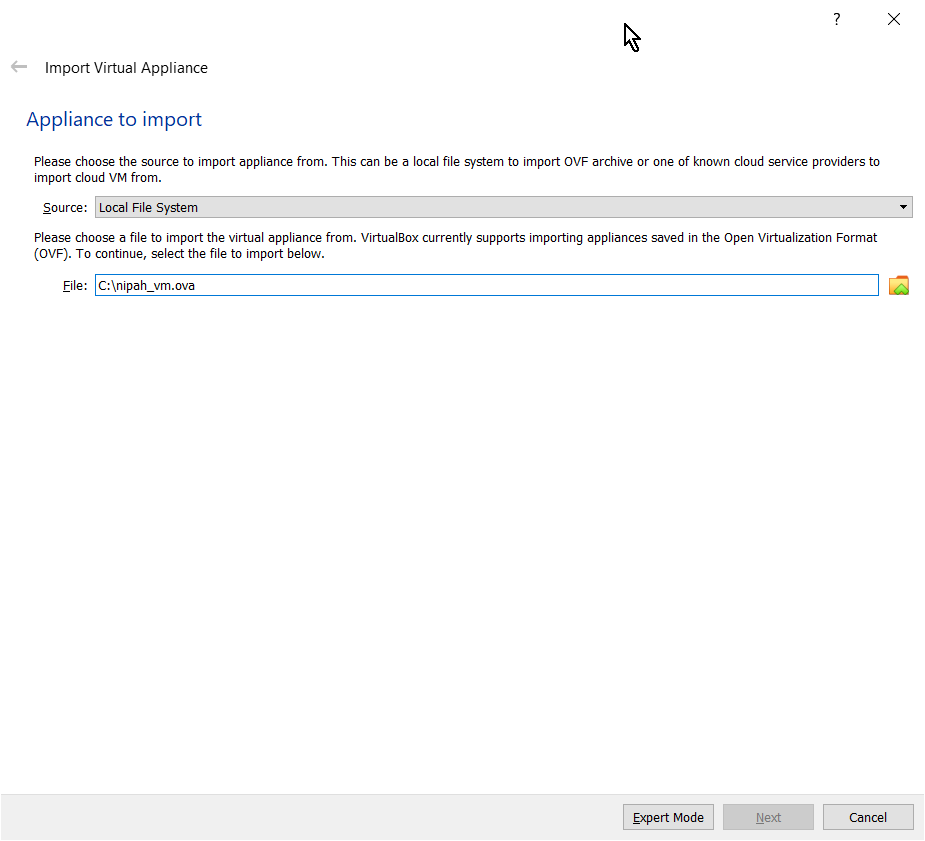 ?
Import Virtual Appliance
Appliance to import
Please choose the source to import appliance from. This can be a local file system to import OVF archive or one of known cloud service providers to
import cloud VM from.
Source: Local File System
Please choose a file to import the virtual appliance from. VirtualBox currently supports importing appliances saved in the Open Virtualization Format
(OVF). To continue, select the file to import below.
File: C:\nipah_vm.ova
Expert Mode Next Cancel